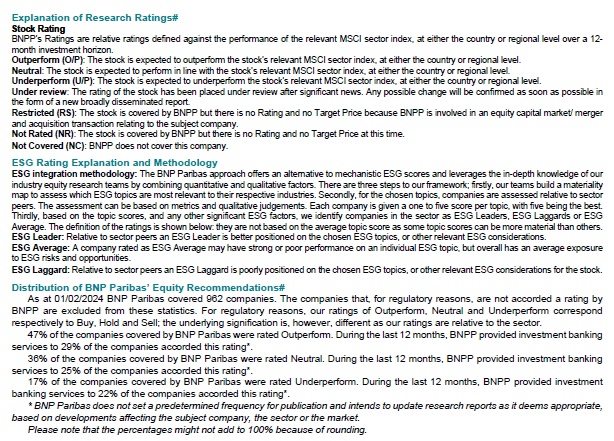 Explanation of Research Ratings#
Stock Rating
BNPP's Ratings are relative ratings defined against the performance of the relevant MSCI sector index, at either the country or regional level over a 12-
month investment horizon.
Outperform (O/P): The stock is expected to outperform the stock's relevant MSCI sector index, at either the country or regional level.
Neutral: The stock is expected to perform in line with the stock's relevant MSCI sector index, at either the country or regional level.
Underperform (U/P): The stock is expected to underperform the stock's relevant MSCI sector index, at either the country or regional level.
Under review: The rating of the stock has been placed under review after significant news. Any possible change will be confirmed as soon as possible in
the form of a new broadly disseminated report.
Restricted (RS): The stock is covered by BNPP but there is no Rating and no Target Price because BNPP is involved in an equity capital market/ merger
and acquisition transaction relating to the subject company.
Not Rated (NR): The stock is covered by BNPP but there is no Rating and no Target Price at this time.
Not Covered (NC): BNPP does not cover this company.
ESG Rating Explanation and Methodology
ESG integration methodology: The BNP Paribas approach offers an alternative to mechanistic ESG scores and leverages the in-depth knowledge of our
industry equity research teams by combining quantitative and qualitative factors. There are three steps to our framework; firstly, our teams build a materiality
map to assess which ESG topics are most relevant to their respective industries. Secondly, for the chosen topics, companies are assessed relative to sector
peers. The assessment can be based on metrics and qualitative judgements. Each company is given a one to five score per topic, with five being the best.
Thirdly, based on the topic scores, and any other significant ESG factors, we identify companies in the sector as ESG Leaders, ESG Laggards or ESG
Average. The definition of the ratings is shown below: they are not based on the average topic score as some topic scores can be more material than others.
ESG Leader: Relative to sector peers an ESG Leader is better positioned on the chosen ESG topics, or other relevant ESG considerations.
ESG Average: A company rated as ESG Average may have strong or poor performance on an individual ESG topic, but overall has an average exposure
to ESG risks and opportunities.
ESG Laggard: Relative to sector peers an ESG Laggard is poorly positioned on the chosen ESG topics, or other relevant ESG considerations for the stock.
Distribution of BNP Paribas' Equity Recommendations#
As at 01/02/2024 BNP Paribas covered 962 companies. The companies that, for regulatory reasons, are not accorded a rating by
BNPP are excluded from these statistics. For regulatory reasons, our ratings of Outperform, Neutral and Underperform correspond
respectively to Buy, Hold and Sell; the underlying signification is, however, different as our ratings are relative to the sector.
47% of the companies covered by BNP Paribas were rated Outperform. During the last 12 months, BNPP provided investment banking
services to 29% of the companies accorded this rating*.
36% of the companies covered by BNP Paribas were rated Neutral. During the last 12 months, BNPP provided investment banking
services to 25% of the companies accorded this rating*.
17% of the companies covered by BNP Paribas were rated Underperform. During the last 12 months, BNPP provided investment
banking services to 22% of the companies accorded this rating*.
* BNP Paribas does not set a predetermined frequency for publication and intends to update research reports as it deems appropriate,
based on developments affecting the subject company, the sector or the market.
Please note that the percentages might not add to 100% because of rounding.